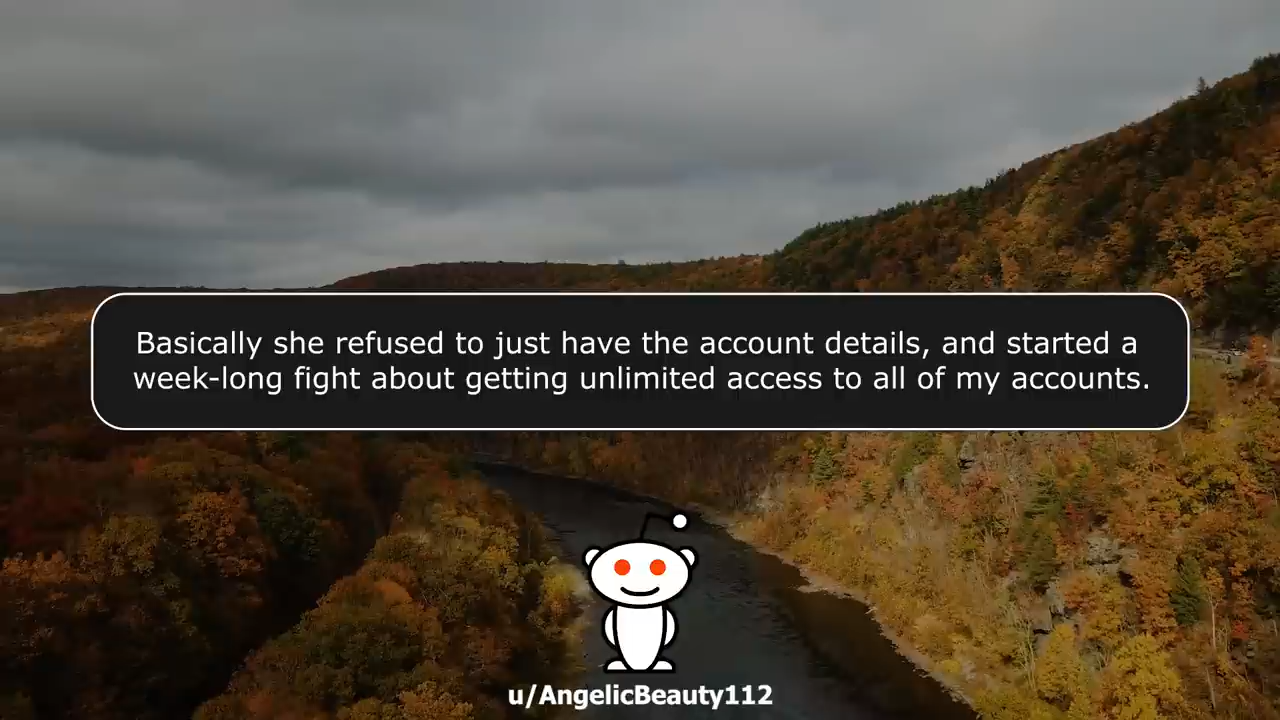 Basically she refused to just have the account details, and started a
week-long fight about getting unlimited access to all of my accounts.
u/AngelicBeauty112